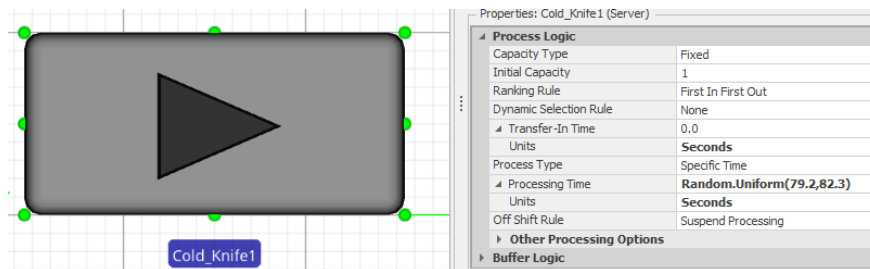 Properties: Cold_Knife1 (Server)
Process Logic
Capacity Type Fixed
Initial Capacity 1
Ranking Rule First In First Out
Dynamic Selection Rule None
Transfer-In Time 0.0
Units Seconds
Process Type Specific Time
Processing Time Random.Uniform(79.2,82.3)
Units Seconds
Off Shift Rule Suspend Processing
Other Processing Options
Buffer Logic
Cold_Knife1